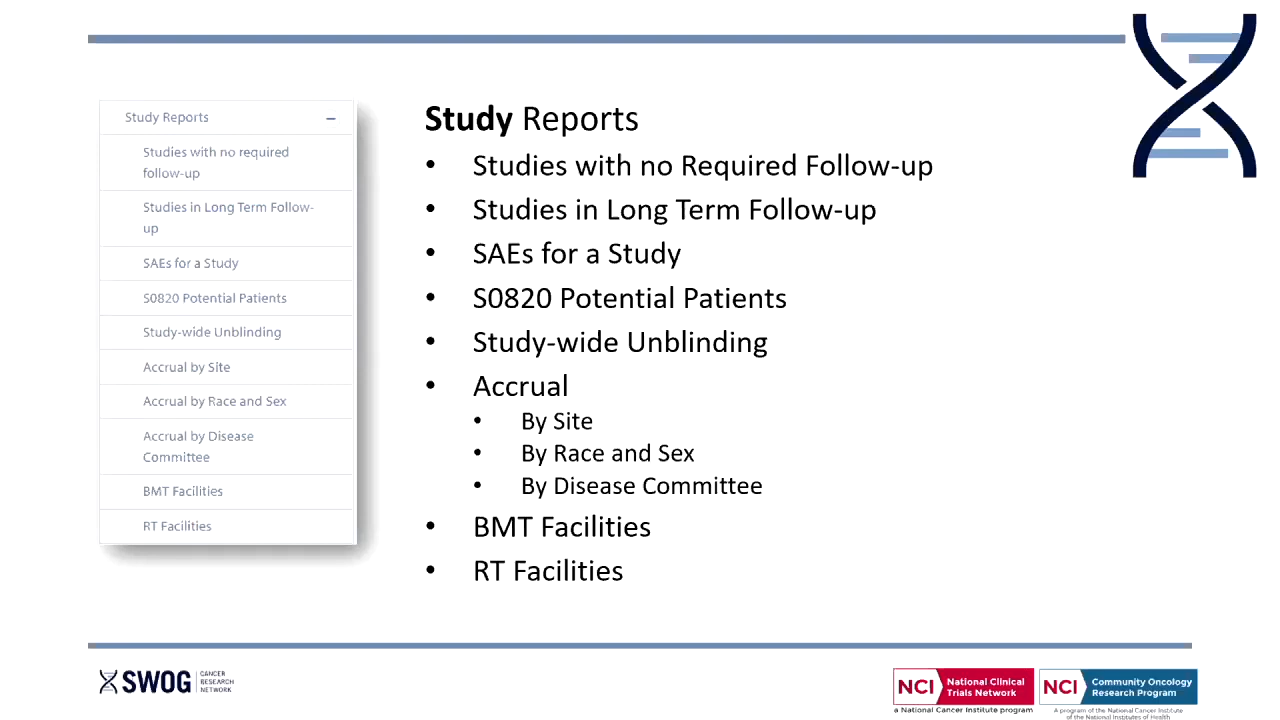 Study Reports
Studies with no required
follow-up
Studies in Long Term Follow-
up
SAEs for a Study
S0820 Potential Patients
Study-wide Unblinding
Accrual by Site
Accrual by Race and Sex
Accrual by Disease
Committee
BMT Facilities
RT Facilities
Study Reports
• Studies with no Required Follow-up
• Studies in Long Term Follow-up
• SAEs for a Study
• S0820 Potential Patients
• Study-wide Unblinding
• Accrual
• By Site
• By Race and Sex
• By Disease Committee
• BMT Facilities
• RT Facilities
SWOG
CANCER
RESEARCH
NETWORK
NCI
National Clinical
Trials Network
a National Cancer Institute program
NCI
Community Oncology
Research Program
A program of the National Cancer Institute
of the National Institutes of Health